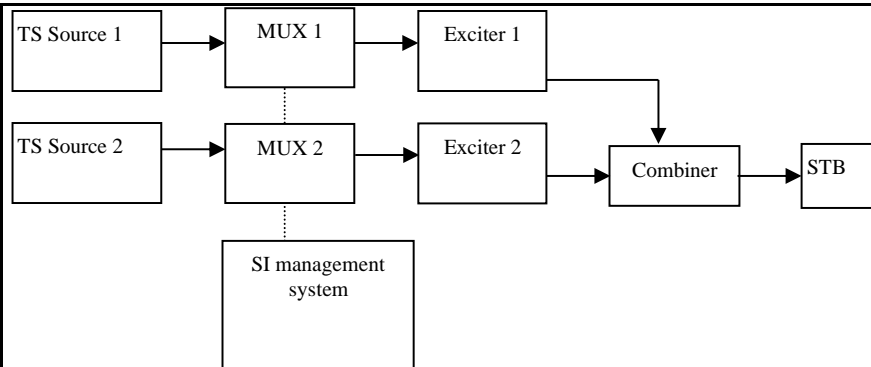 TS Source 1
MUX 1
Exciter 1
TS Source 2
MUX 2
Exciter 2
Combiner
STB
SI management
system